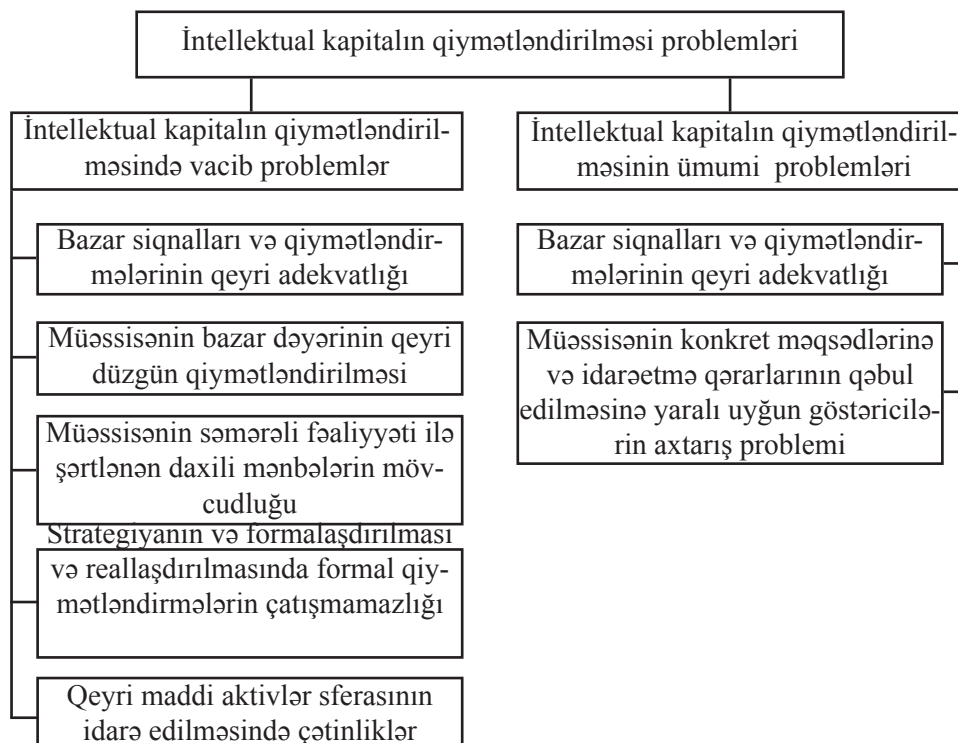 İntellektual kapitalın qiymətləndirilməsi problemləri
İntellektual kapitalın qiymətləndiril-
məsində vacib problemlər
Bazar siqnalları və qiymətləndir-
mələrinin qeyri adekvatlığı
Müəssisənin bazar dəyərinin qeyri
düzgün qiymətləndirilməsi
Müəssisənin səmərəli fəaliyyəti ilə
şərtlənən daxili mənbələrin möv-
cudluğu
Strategiyanın və formalaşdırılması
və reallaşdırılmasında formal qiy-
mətləndirmələrin çatışmamazlığı
Qeyri maddi aktivlər sferasının
idarə edilməsində çətinliklər
İntellektual kapitalın qiymətləndiril-
məsinin ümumi problemləri
Bazar siqnalları və qiymətləndir-
mələrinin qeyri adekvatlığı
Müəssisənin konkret məqsədlərinə
və idarəetmə qərarlarının qəbul
edilməsinə yaralı uyğun göstəricilə-
rin axtarış problemi